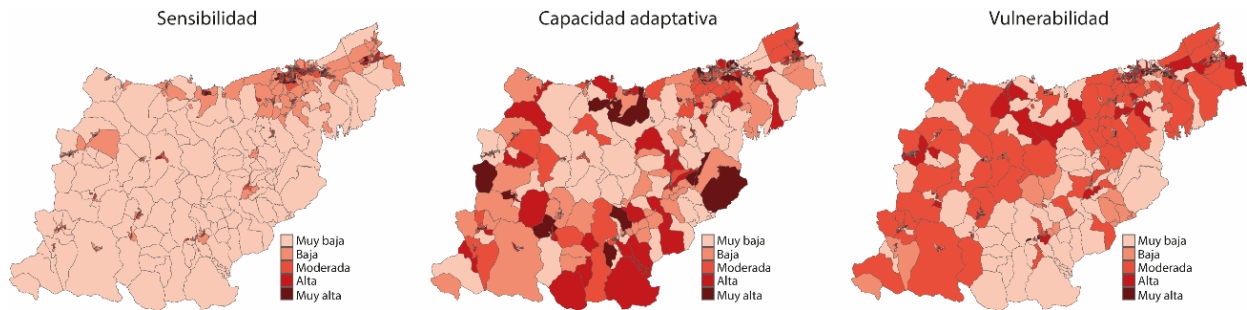 Sensibilidad
Muy baja
Baja
Moderada
Alta
Muy alta
Capacidad adaptativa
Muy baja
Baja
Moderada
Alta
Muy alta
Vulnerabilidad
Muy baja
Baja
Moderada
Alta
Muy alta